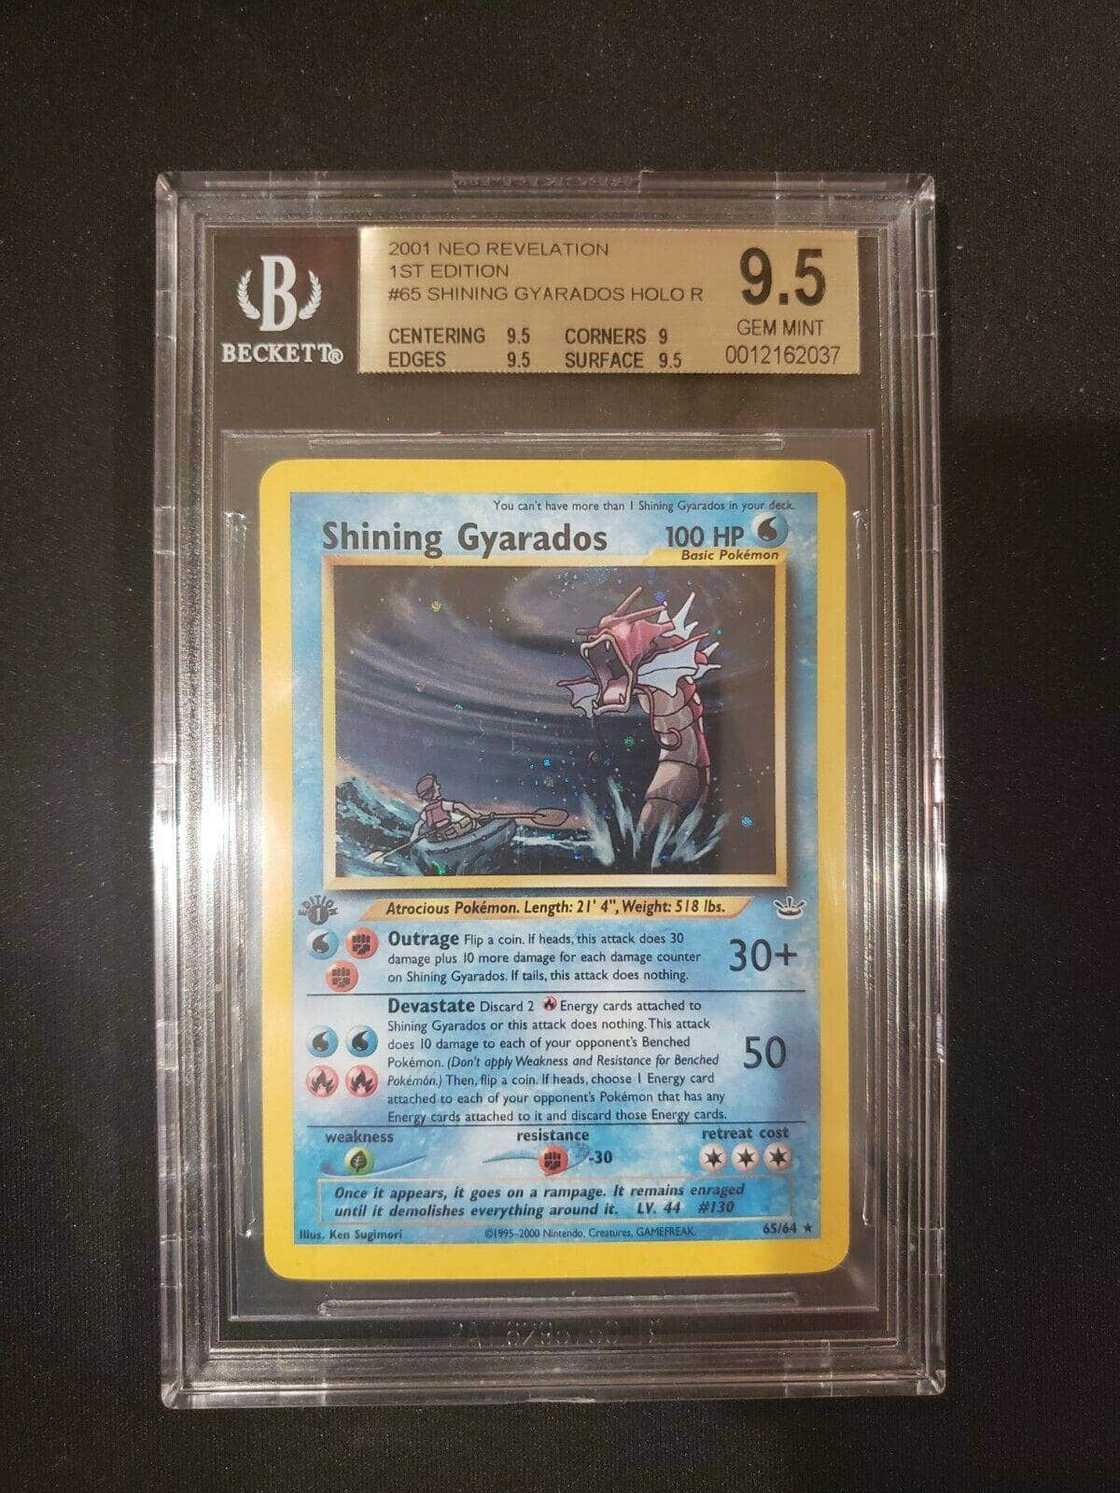 2001 NEO REVELATION
1ST EDITION
#65 SHINING GYARADOS HOLO R
9.5
B
BECKETT®
CENTERING 9.5 CORNERS 9
EDGES 9.5 SURFACE 9.5
GEM MINT
0012162037
You can't have more than 1 Shining Gyarados in your deck.
Shining Gyarados 100 HP
Basic Pokémon
EDITION
1
Atrocious Pokémon. Length: 21' 4", Weight: 518 lbs.
Outrage Flip a coin. If heads, this attack does 30
damage plus 10 more damage for each damage counter
on Shining Gyarados. If tails, this attack does nothing.
30+
Devastate Discard 2 Energy cards attached to
Shining Gyarados or this attack does nothing. This attack
does 10 damage to each of your opponent's Benched
Pokémon. (Don't apply Weakness and Resistance for Benched
Pokémon.) Then, flip a coin. If heads, choose 1 Energy card
attached to each of your opponent's Pokémon that has any
Energy cards attached to it and discard those Energy cards.
50
weakness resistance retreat cost
-30
Once it appears, it goes on a rampage. It remains enraged
until it demolishes everything around it. LV. 44 #130
Illus. Ken Sugimori ©1995-2000 Nintendo, Creatures, GAMEFREAK. 65/64 ★